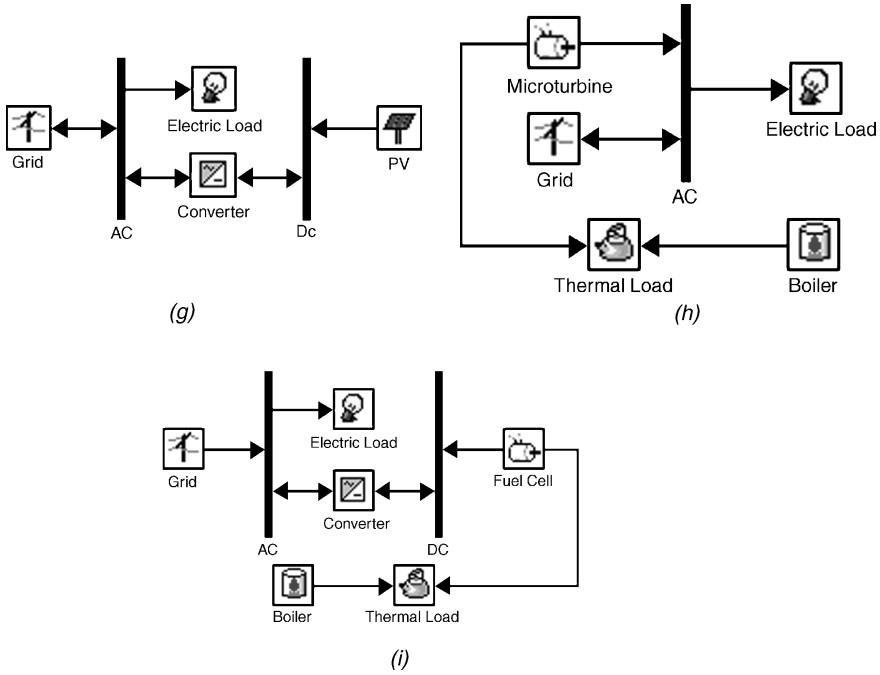 Electric Load
Grid
PV
Converter
AC
Dc
(g)
Microturbine
Electric Load
Grid
AC
Thermal Load
Boiler
(h)
Electric Load
Grid
Fuel Cell
Converter
AC
DC
Boiler
Thermal Load
(i)